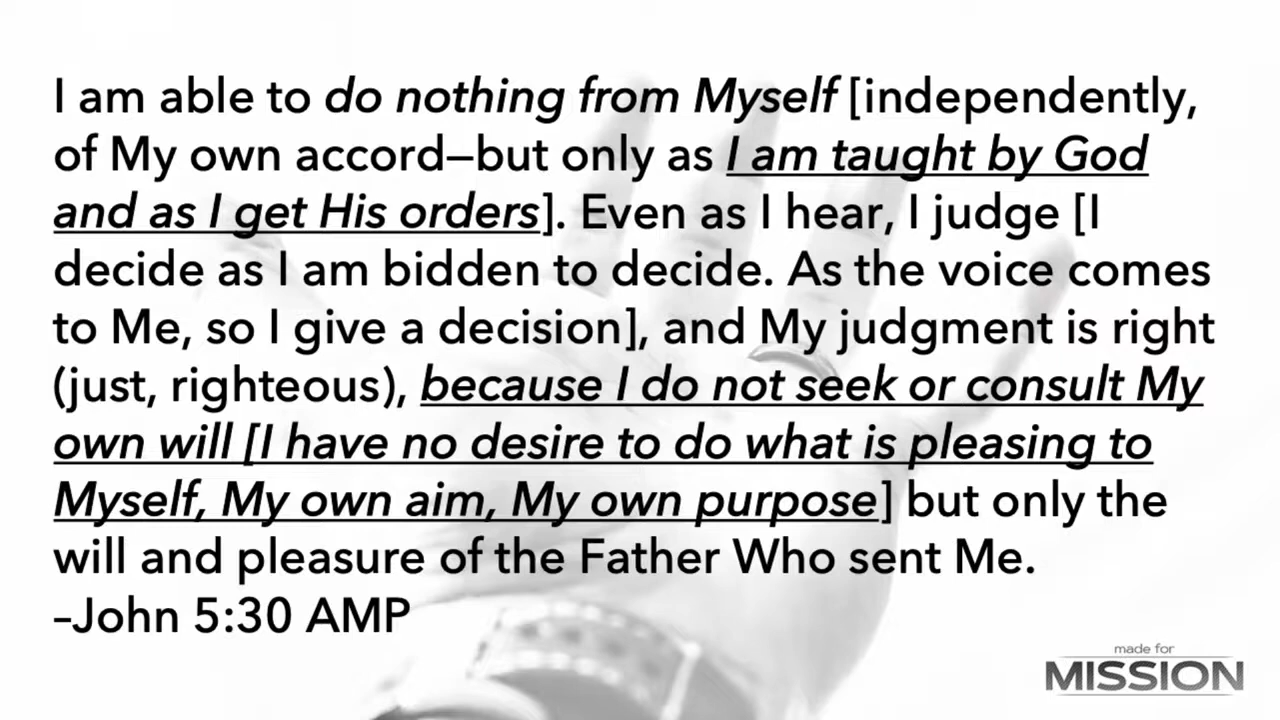 I am able to do nothing from Myself [independently,
of My own accord—but only as I am taught by God
and as I get His orders]. Even as I hear, I judge [I
decide as I am bidden to decide. As the voice comes
to Me, so I give a decision], and My judgment is right
(just, righteous), because I do not seek or consult My
own will [I have no desire to do what is pleasing to
Myself, My own aim, My own purpose] but only the
will and pleasure of the Father Who sent Me.
–John 5:30 AMP
made for
MISSION